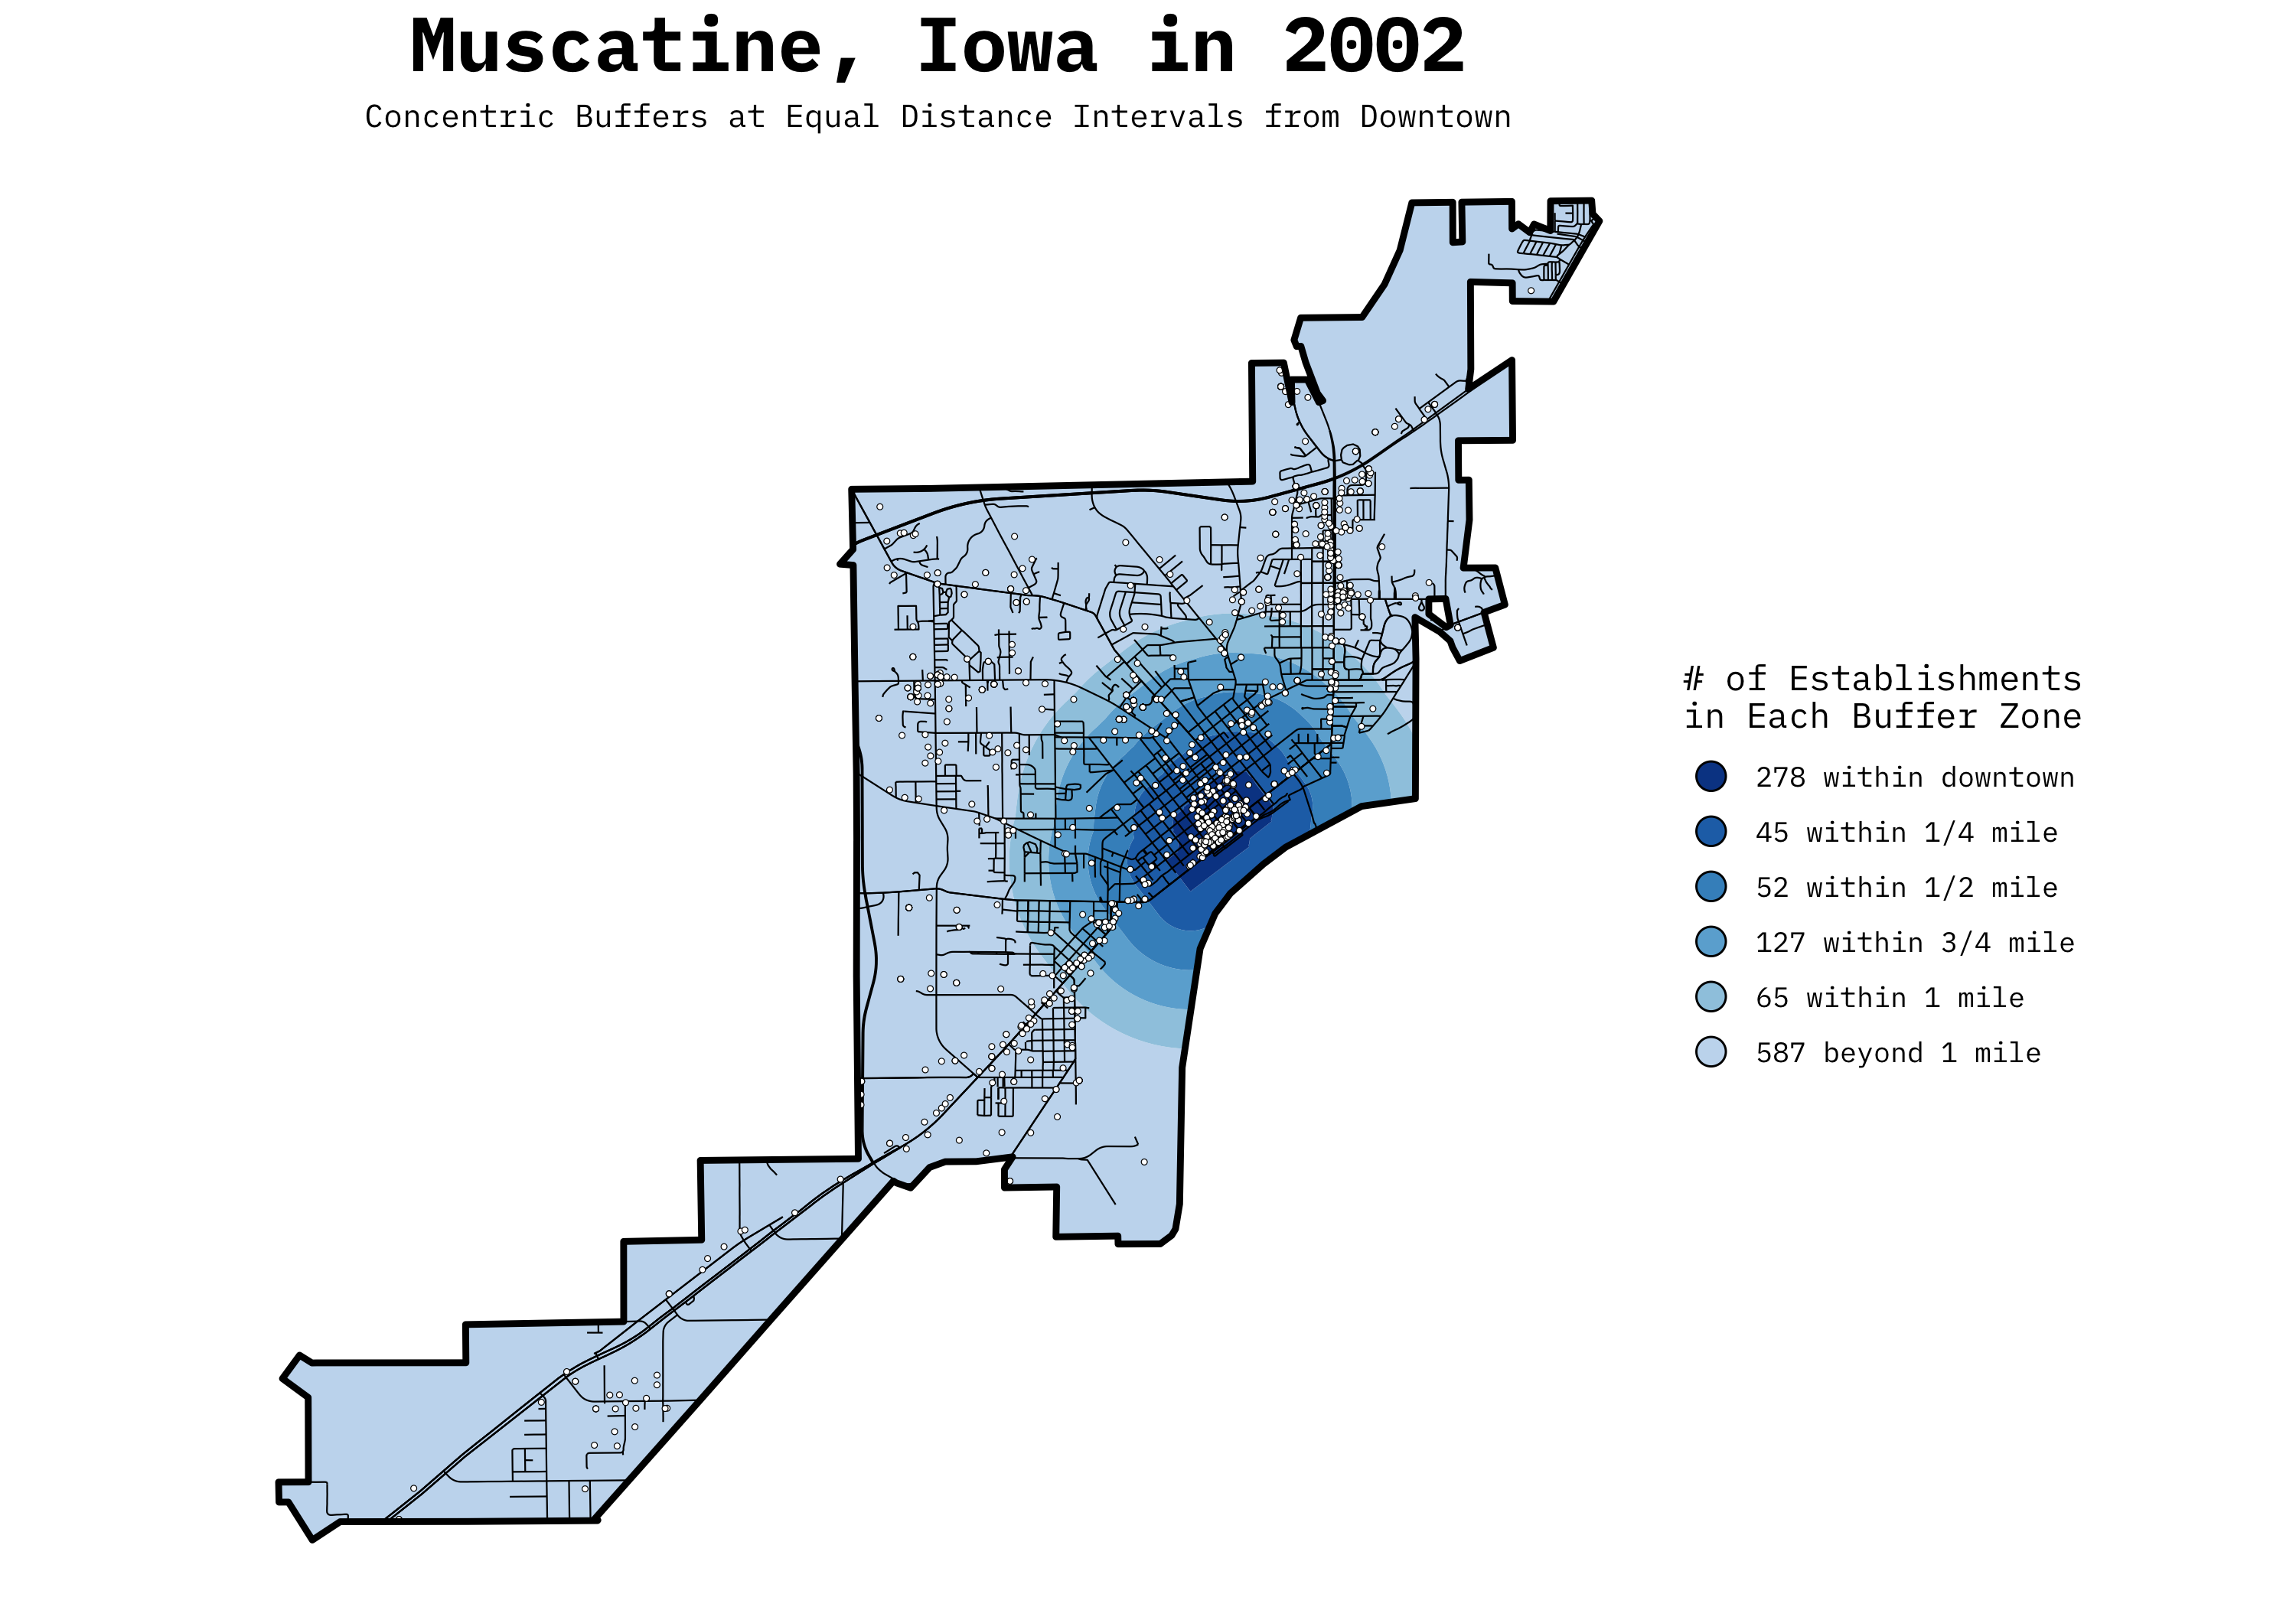 Muscatine, Iowa in 2002
Concentric Buffers at Equal Distance Intervals from Downtown
# of Establishments
in Each Buffer Zone
278 within downtown
45 within 1/4 mile
52 within 1/2 mile
127 within 3/4 mile
65 within 1 mile
587 beyond 1 mile